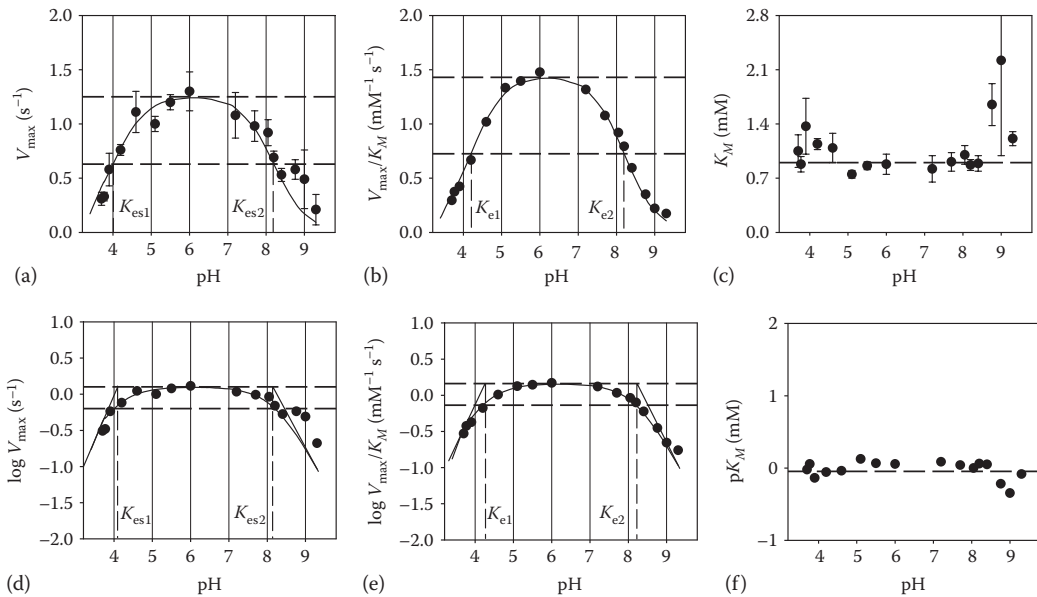 2.0
1.5
1.0
0.5
0.0
V_max (s⁻¹)
K_es1
K_es2
4 5 6 7 8 9
(a)
pH
2.0
1.5
1.0
0.5
0.0
V_max/K_M (mM⁻¹ s⁻¹)
K_e1
K_e2
4 5 6 7 8 9
(b)
pH
2.8
2.1
1.4
0.7
0.0
K_M (mM)
4 5 6 7 8 9
(c)
pH
1.0
0.5
0.0
−0.5
−1.0
−1.5
−2.0
log V_max (s⁻¹)
K_es1
K_es2
4 5 6 7 8 9
(d)
pH
1.0
0.5
0.0
−0.5
−1.0
−1.5
−2.0
log V_max/K_M (mM⁻¹ s⁻¹)
K_e1
K_e2
4 5 6 7 8 9
(e)
pH
2
1
0
−1
pK_M (mM)
4 5 6 7 8 9
(f)
pH